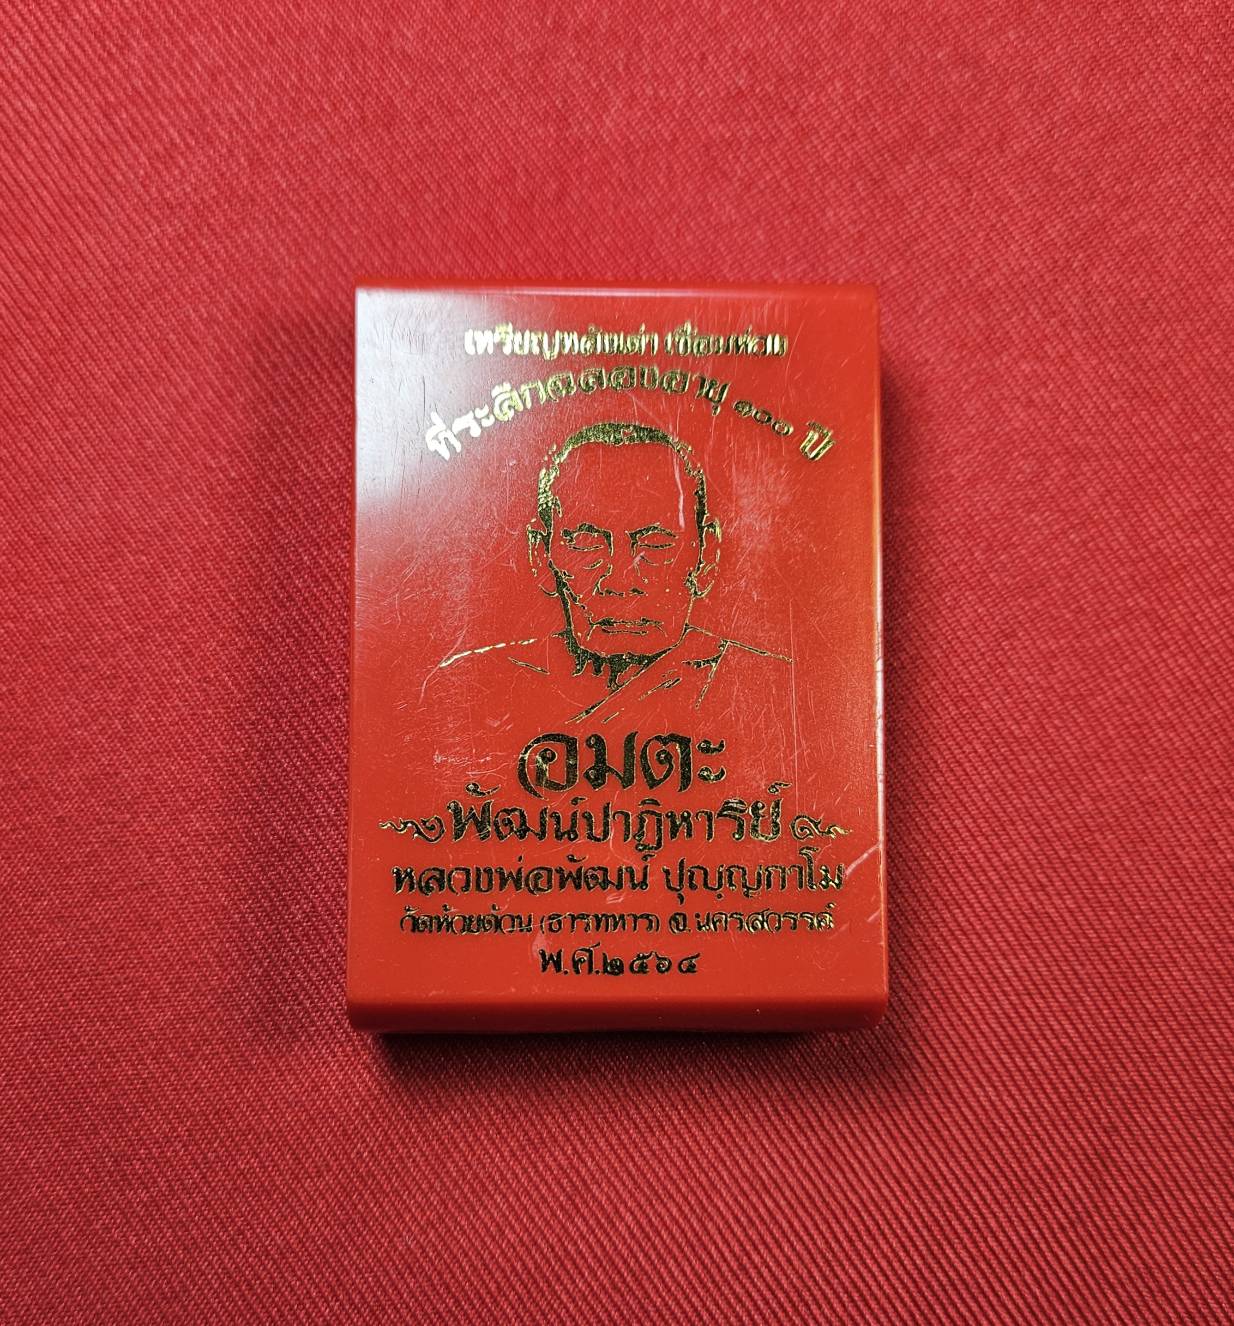 เหรียญหลังเต่า เชื่อมห่วง
ที่ระลึกฉลองอายุ ๑๐๐ ปี
อมตะ
พัฒน์ปาฏิหาริย์
หลวงพ่อพัฒน์ ปุญฺญกาโม
วัดห้วยด้วน (ธารทหาร) จ.นครสวรรค์
พ.ศ.๒๕๖๔